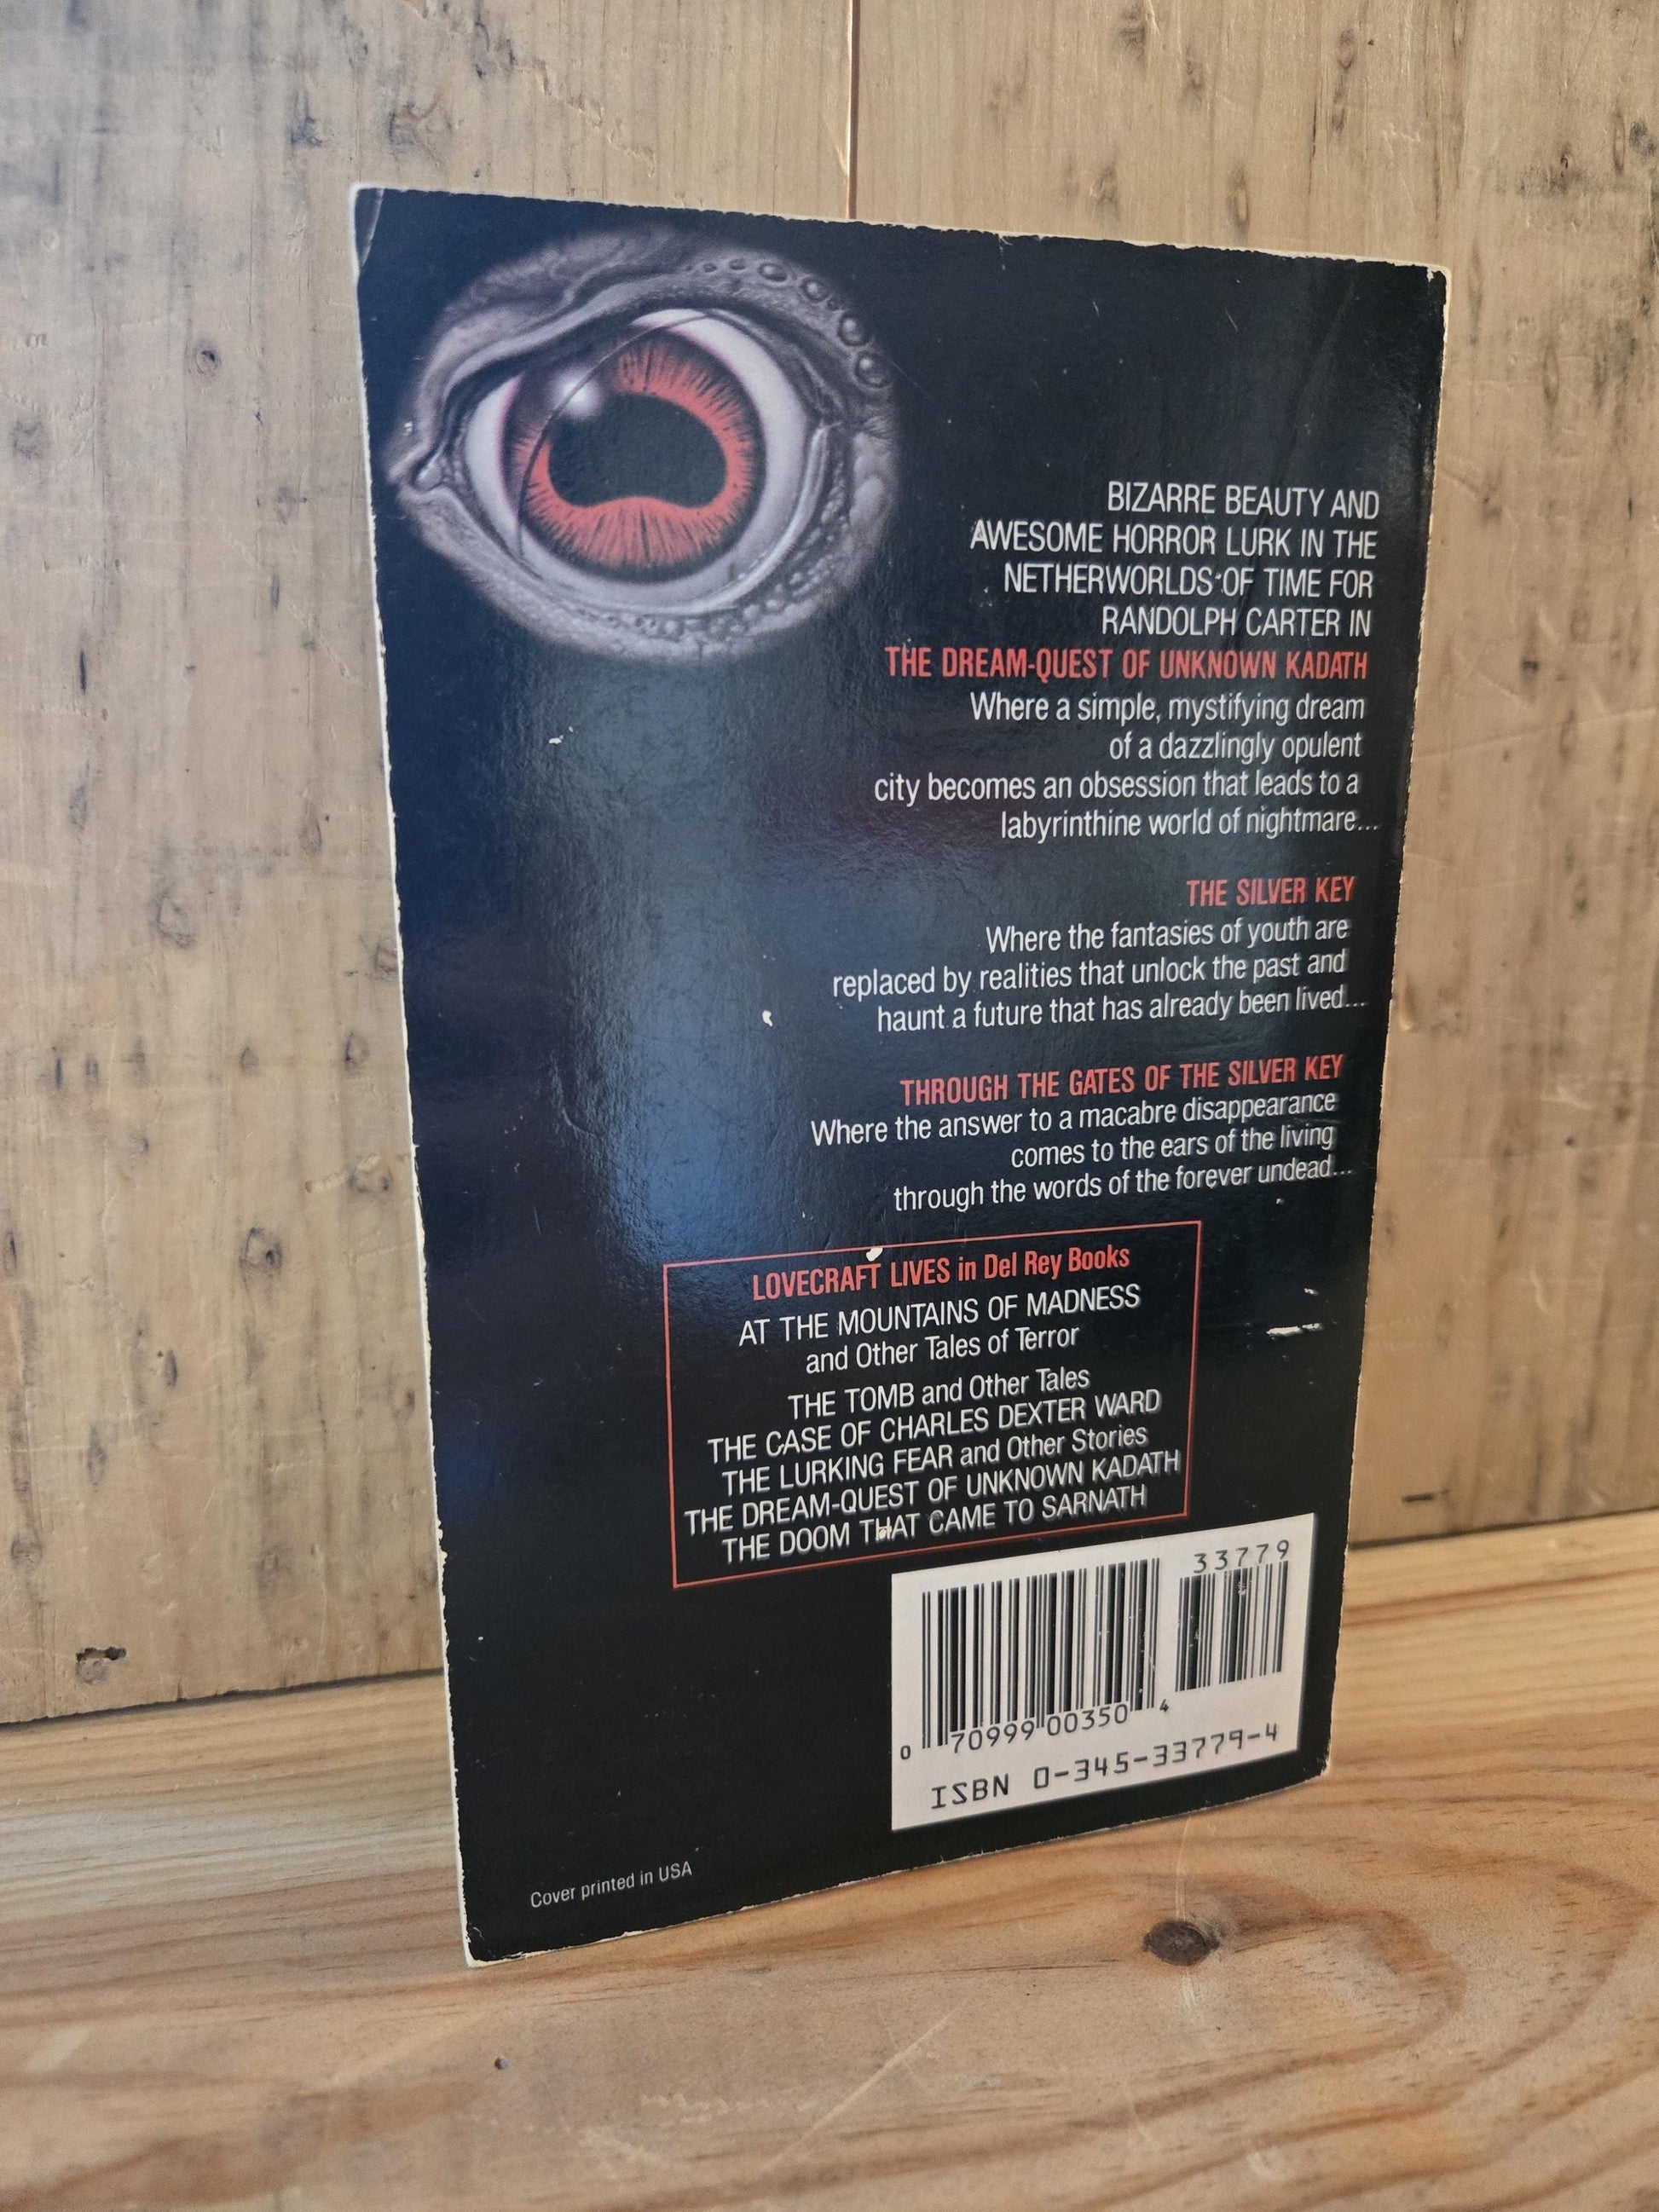 BIZARRE BEAUTY AND
AWESOME HORROR LURK IN THE
NETHERWORLDS OF TIME FOR
RANDOLPH CARTER IN
THE DREAM-QUEST OF UNKNOWN KADATH
Where a simple, mystifying dream
of a dazzlingly opulent
city becomes an obsession that leads to a
labyrinthine world of nightmare...
THE SILVER KEY
Where the fantasies of youth are
replaced by realities that unlock the past and
haunt a future that has already been lived...
THROUGH THE GATES OF THE SILVER KEY
Where the answer to a macabre disappearance
comes to the ears of the living
through the words of the forever undead...
LOVECRAFT LIVES in Del Rey Books
AT THE MOUNTAINS OF MADNESS
and Other Tales of Terror
THE TOMB and Other Tales
THE CASE OF CHARLES DEXTER WARD
THE LURKING FEAR and Other Stories
THE DREAM-QUEST OF UNKNOWN KADATH
THE DOOM THAT CAME TO SARNATH
33779
0 70999 00350 4
ISBN 0-345-33779-4
Cover printed in USA